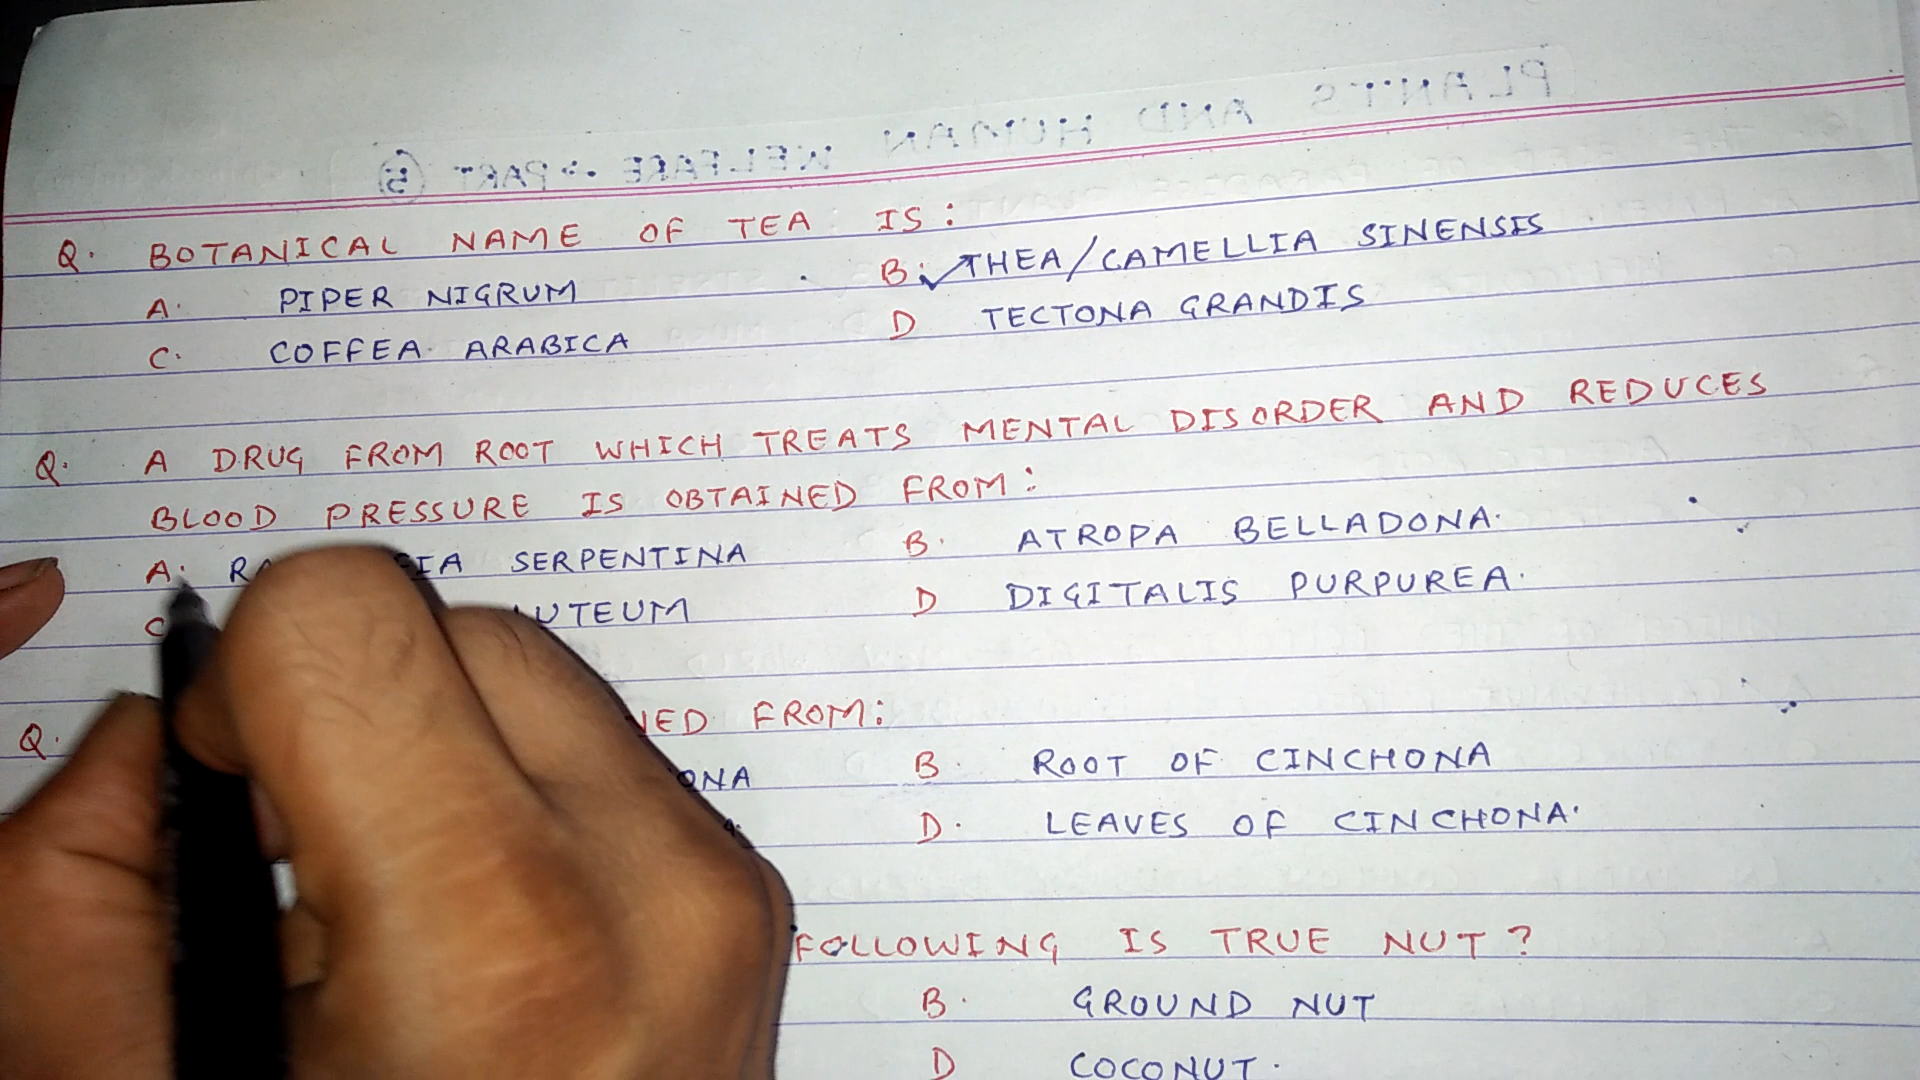 Q. BOTANICAL NAME OF TEA IS:
A. PIPER NIGRUM B. THEA/CAMELLIA SINENSIS
C. COFFEA ARABICA D TECTONA GRANDIS
Q. A DRUG FROM ROOT WHICH TREATS MENTAL DISORDER AND REDUCES
BLOOD PRESSURE IS OBTAINED FROM:
A. SERPENTINA B. ATROPA BELLADONA.
C D DIGITALIS PURPUREA.
Q. FROM:
B. ROOT OF CINCHONA
D. LEAVES OF CINCHONA.
FOLLOWING IS TRUE NUT?
B. GROUND NUT
D COCONUT.